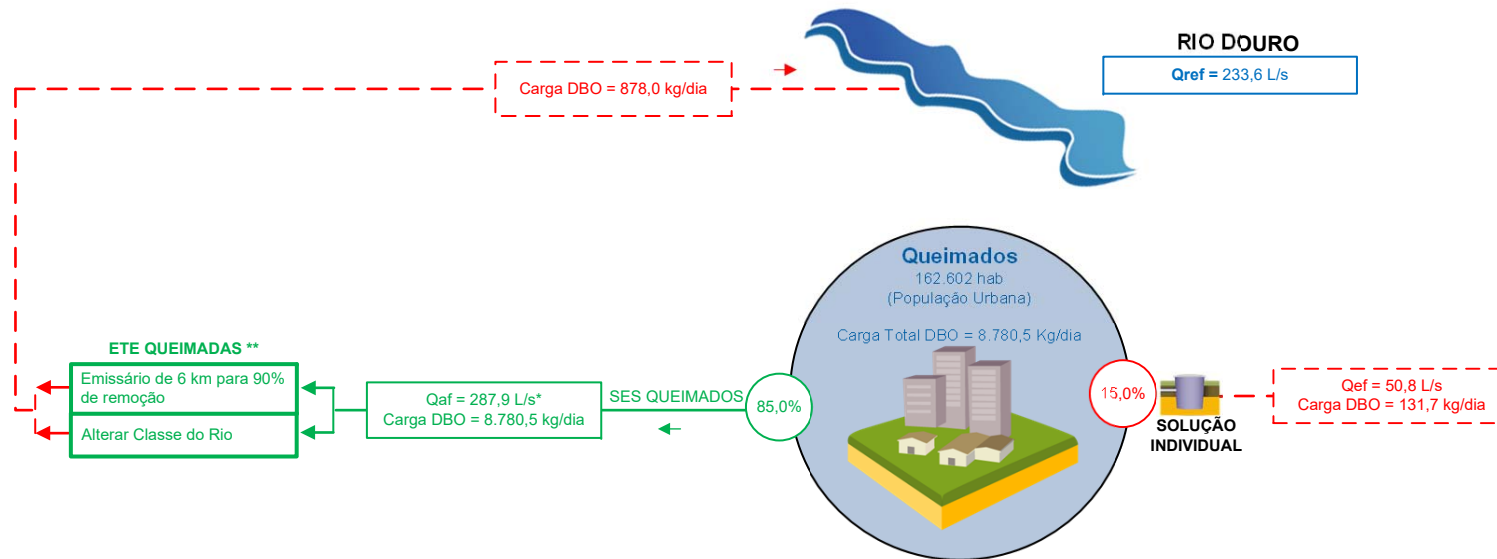 RIO DOURO
Qref = 233,6 L/s
Carga DBO = 878,0 kg/dia
Queimados
162.602 hab
(População Urbana)
Carga Total DBO = 8.780,5 Kg/dia
ETE QUEIMADAS **
Emissário de 6 km para 90%
de remoção
Alterar Classe do Rio
Qaf = 287,9 L/s*
Carga DBO = 8.780,5 kg/dia
SES QUEIMADOS
85,0%
15,0%
SOLUÇÃO
INDIVIDUAL
Qef = 50,8 L/s
Carga DBO = 131,7 kg/dia